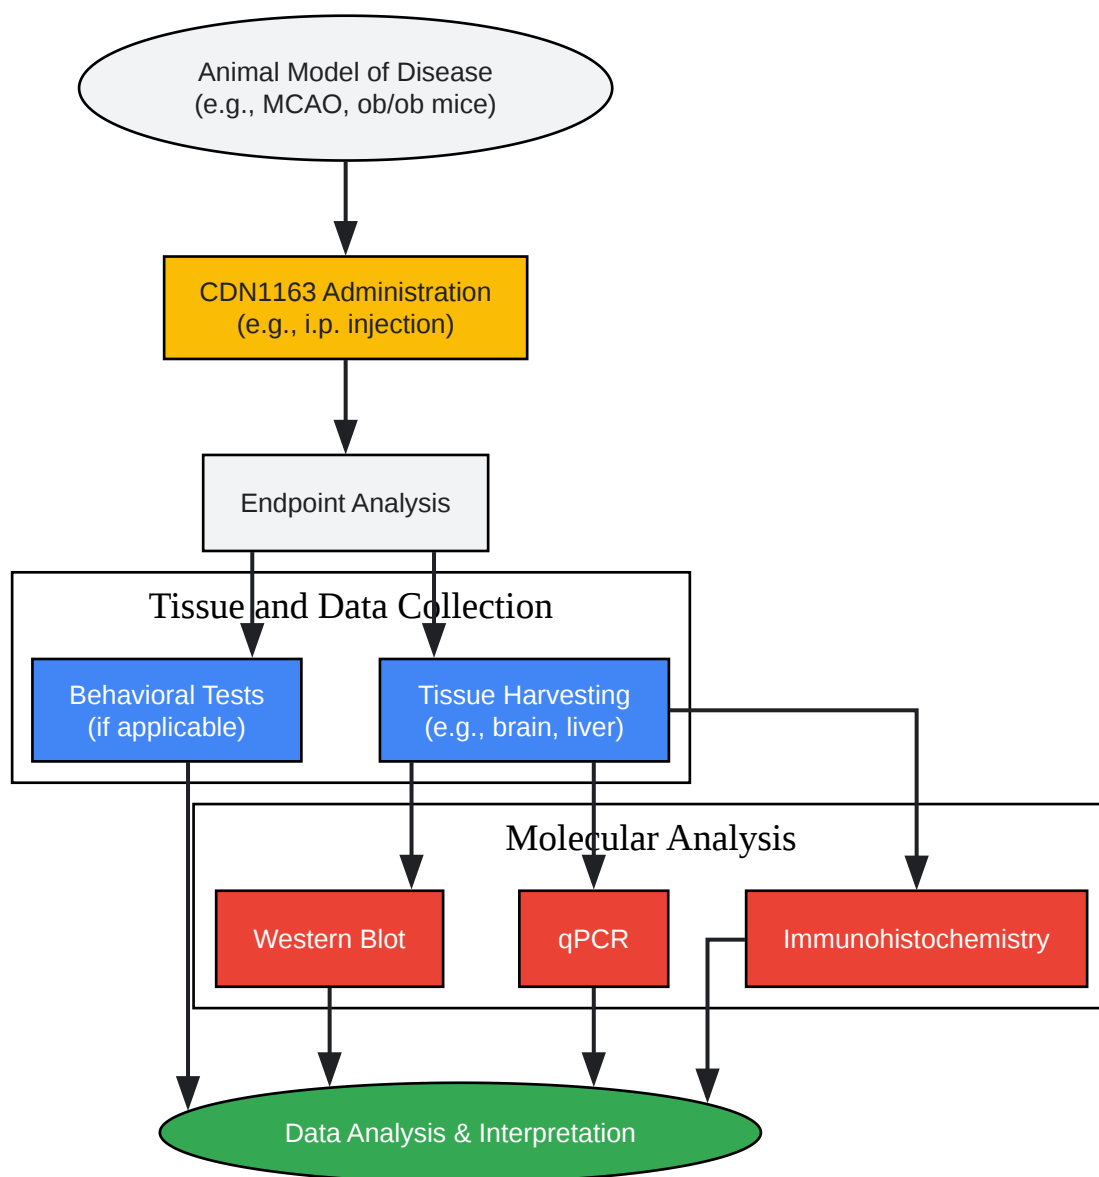 Animal Model of Disease
(e.g., MCAO, ob/ob mice)
CDN1163 Administration
(e.g., i.p. injection)
Endpoint Analysis
Tissue and Data Collection
Behavioral Tests
(if applicable)
Tissue Harvesting
(e.g., brain, liver)
Molecular Analysis
Western Blot
qPCR
Immunohistochemistry
Data Analysis & Interpretation